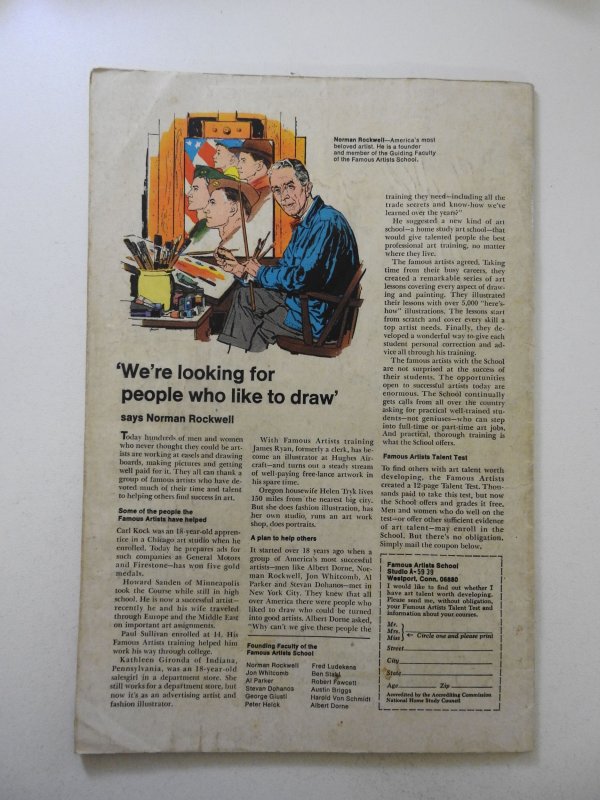 Norman Rockwell—America's most
beloved artist. He is a founder
and member of the Guiding Faculty
of the Famous Artists School.
'We're looking for
people who like to draw'
says Norman Rockwell
Today hundreds of men and women
who never thought they could be art-
ists are working at easels and drawing
boards, making pictures and getting
well paid for it. They all can thank a
group of famous artists who have de-
voted much of their time and talent
to helping others find success in art.
Some of the people the
Famous Artists have helped
Carl Kock was an 18-year-old appren-
tice in a Chicago art studio when he
enrolled. Today he prepares ads for
such companies as General Motors
and Firestone—has won five gold
medals.
Howard Sanden of Minneapolis
took the Course while still in high
school. He is now a successful artist—
recently he and his wife traveled
through Europe and the Middle East
on important art assignments.
Paul Sullivan enrolled at 14. His
Famous Artists training helped him
work his way through college.
Kathleen Gironda of Indiana,
Pennsylvania, was an 18-year-old
salesgirl in a department store. She
still works for a department store, but
now it's as an advertising artist and
fashion illustrator.
With Famous Artists training
James Ryan, formerly a clerk, has be-
come an illustrator at Hughes Air-
craft—and turns out a steady stream
of well-paying free-lance artwork in
his spare time.
Oregon housewife Helen Tryk lives
150 miles from the nearest big city.
But she does fashion illustration, has
her own studio, runs an art work
shop, does portraits.
A plan to help others
It started over 18 years ago when a
group of America's most successful
artists—men like Albert Dorne, Nor-
man Rockwell, Jon Whitcomb, Al
Parker and Stevan Dohanos—met in
New York City. They knew that all
over America there were people who
liked to draw who could be turned
into good artists. Albert Dorne asked,
"Why can't we give these people the
training they need—including all the
trade secrets and know-how we've
learned over the years?"
He suggested a new kind of art
school—a home study art school—that
would give talented people the best
professional art training, no matter
where they live.
The famous artists agreed. Taking
time from their busy careers, they
created a remarkable series of art
lessons covering every aspect of draw-
ing and painting. They illustrated
their lessons with over 5,000 "here's-
how" illustrations. The lessons start
from scratch and cover every skill a
top artist needs. Finally, they de-
veloped a wonderful way to give each
student personal correction and ad-
vice all through his training.
The famous artists with the School
are not surprised at the success of
their students. The opportunities
open to successful artists today are
enormous. The School continually
gets calls from all over the country
asking for practical well-trained stu-
dents—not geniuses—who can step
into full-time or part-time art jobs.
And practical, thorough training is
what the School offers.
Famous Artists Talent Test
To find others with art talent worth
developing, the Famous Artists
created a 12-page Talent Test. Thou-
sands paid to take this test, but now
the School offers and grades it free.
Men and women who do well on the
test—or offer other sufficient evidence
of art talent—may enroll in the
School. But there's no obligation.
Simply mail the coupon below.
Founding Faculty of the
Famous Artists School
Norman Rockwell
Jon Whitcomb
Al Parker
Stevan Dohanos
George Giusti
Peter Helck
Fred Ludekens
Ben Stahl
Robert Fawcett
Austin Briggs
Harold Von Schmidt
Albert Dorne
Famous Artists School
Studio A-5939
Westport, Conn. 06880
I would like to find out whether I
have art talent worth developing.
Please send me, without obligation,
your Famous Artists Talent Test and
information about your courses.
Mr.
Mrs.
Miss ← Circle one and please print
Street
City
State
Age Zip
Accredited by the Accrediting Commission
National Home Study Council